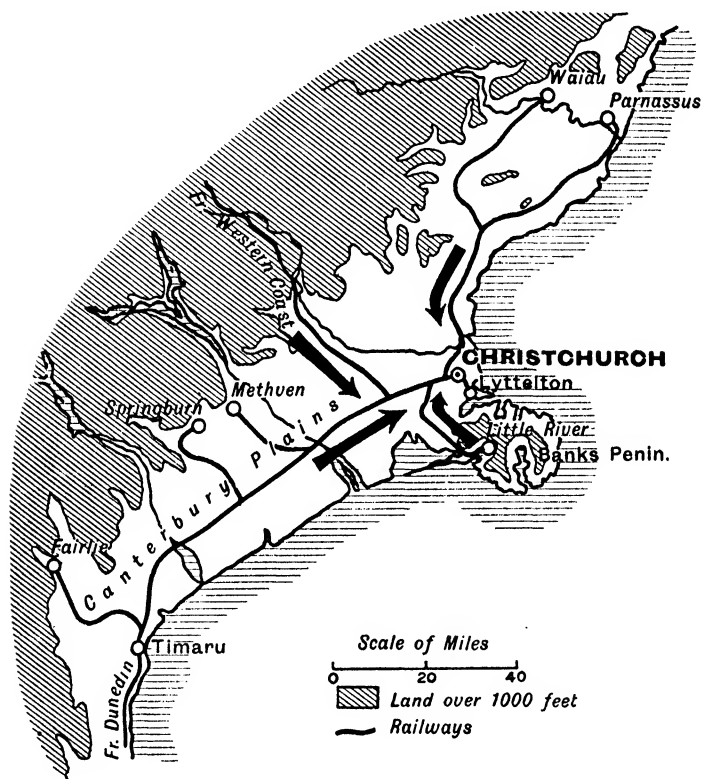 Waiau
Parnassus
Fr. Western Coast
CHRISTCHURCH
Lyttelton
Methven
Springburn
Little River
Banks Penin.
Canterbury Plains
Fairlie
Timaru
Fr. Dunedin
Scale of Miles
0 20 40
Land over 1000 feet
Railways